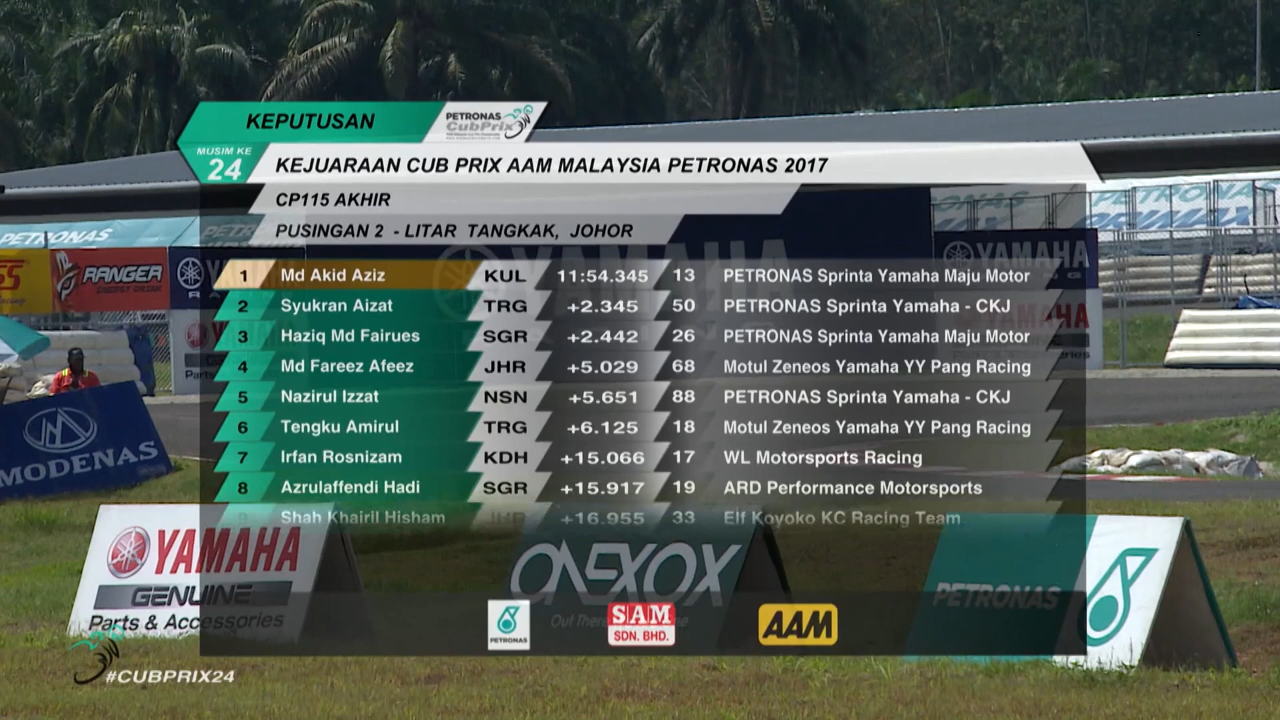 KEPUTUSAN
PETRONAS
CubPrix
MUSIM KE
24
KEJUARAAN CUB PRIX AAM MALAYSIA PETRONAS 2017
CP115 AKHIR
PUSINGAN 2 - LITAR TANGKAK, JOHOR
1 Md Akid Aziz KUL 11:54.345 13 PETRONAS Sprinta Yamaha Maju Motor
2 Syukran Aizat TRG +2.345 50 PETRONAS Sprinta Yamaha - CKJ
3 Haziq Md Fairues SGR +2.442 26 PETRONAS Sprinta Yamaha Maju Motor
4 Md Fareez Afeez JHR +5.029 68 Motul Zeneos Yamaha YY Pang Racing
5 Nazirul Izzat NSN +5.651 88 PETRONAS Sprinta Yamaha - CKJ
6 Tengku Amirul TRG +6.125 18 Motul Zeneos Yamaha YY Pang Racing
7 Irfan Rosnizam KDH +15.066 17 WL Motorsports Racing
8 Azrulaffendi Hadi SGR +15.917 19 ARD Performance Motorsports
9 Shah Khairil Hisham JHR +16.955 33 Elf Koyoko KC Racing Team
PETRONAS
RANGER
ENERGY DRINK
YAMAHA
YAMAHA
MODENAS
YAMAHA
GENUINE
Parts & Accessories
ONEXOX
PETRONAS
PETRONAS
SAM
SDN. BHD.
AAM
#CUBPRIX24